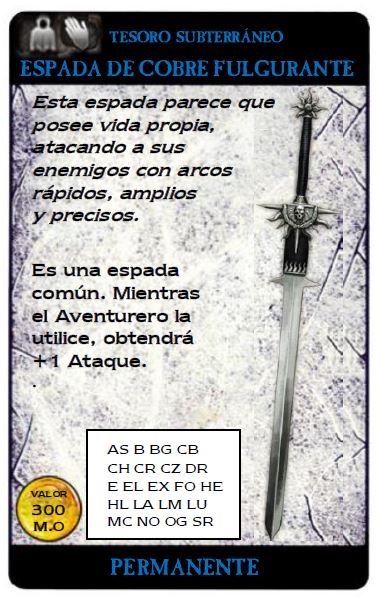 TESORO SUBTERRÁNEO
ESPADA DE COBRE FULGURANTE
Esta espada parece que
posee vida propia,
atacando a sus
enemigos con arcos
rápidos, amplios
y precisos.
Es una espada
común. Mientras
el Aventurero la
utilice, obtendrá
+1 Ataque.
.
AS B BG CB
CH CR CZ DR
E EL EX FO HE
HL LA LM LU
MC NO OG SR
VALOR
300
M.O
PERMANENTE